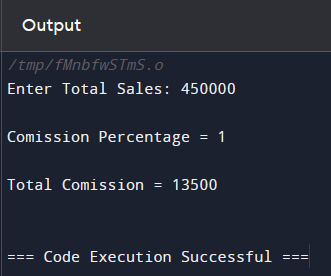 Output
/tmp/fMnbfwSTmS.o
Enter Total Sales: 450000
Comission Percentage = 1
Total Comission = 13500
=== Code Execution Successful ===